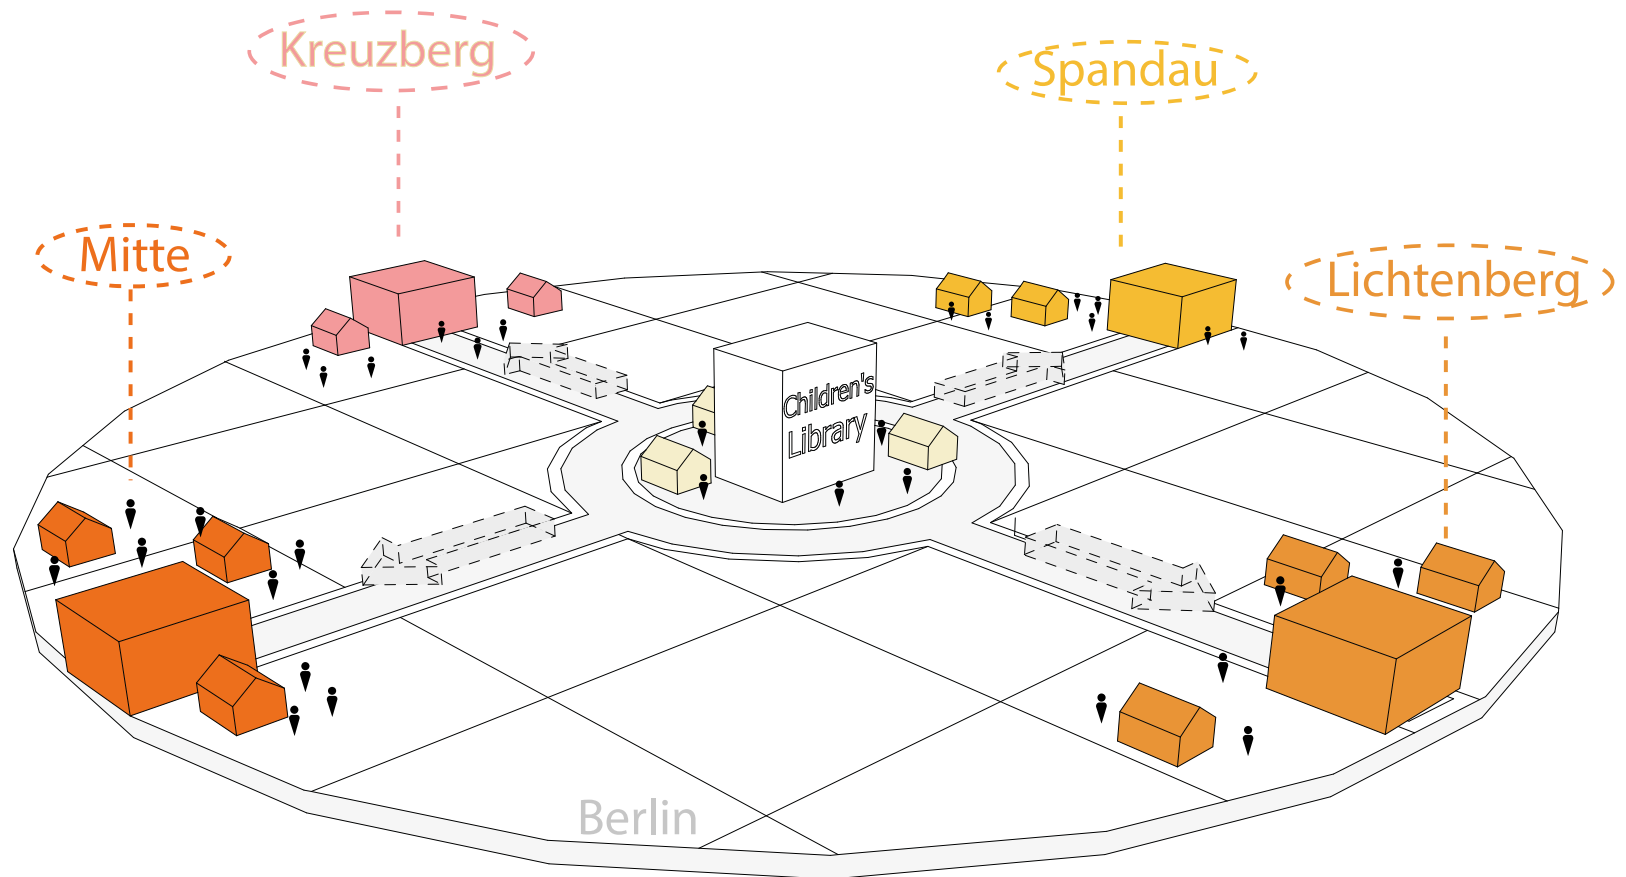 Kreuzberg
Spandau
Mitte
Lichtenberg
Children's
Library
Berlin